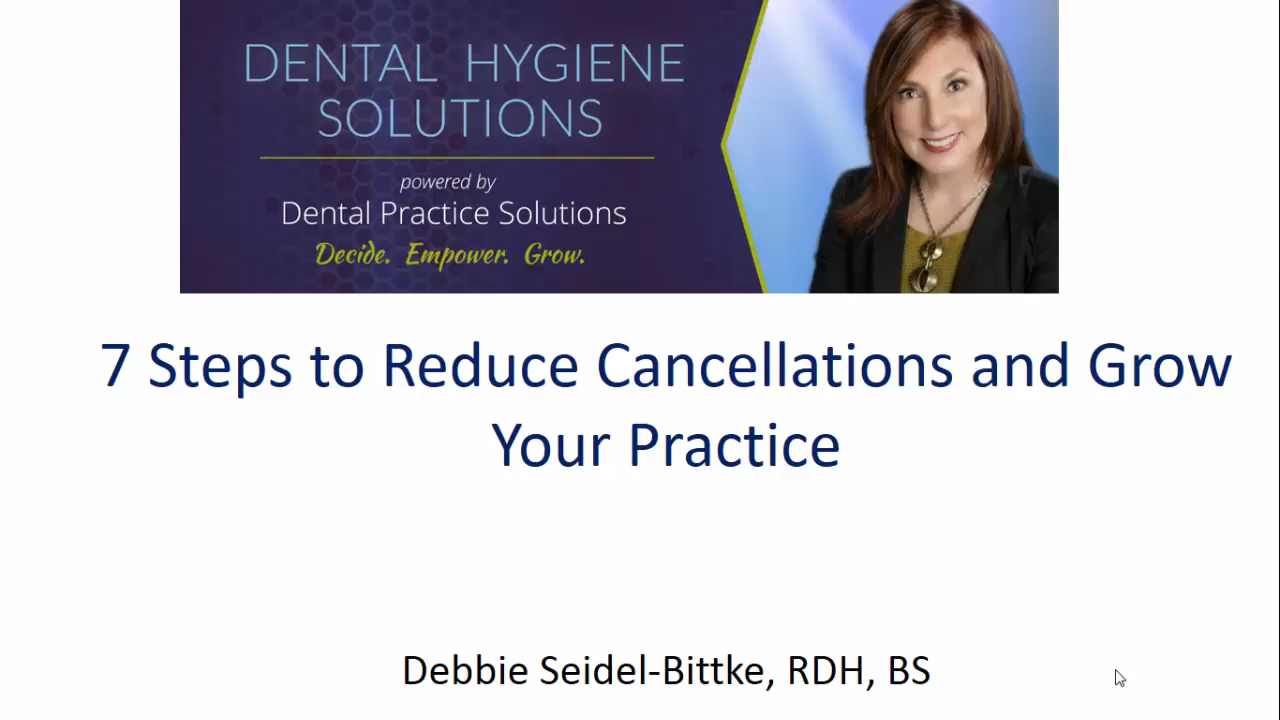 DENTAL HYGIENE
SOLUTIONS
powered by
Dental Practice Solutions
Decide. Empower. Grow.
7 Steps to Reduce Cancellations and Grow
Your Practice
Debbie Seidel-Bittke, RDH, BS